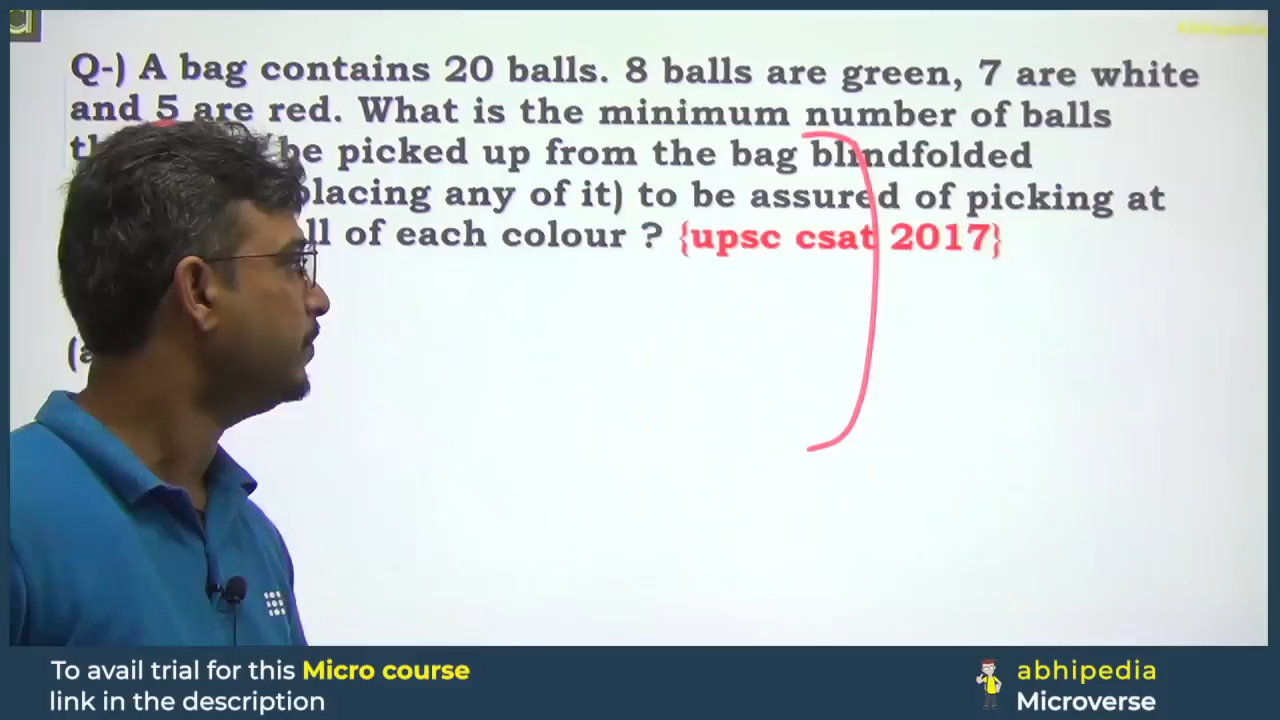 Q-) A bag contains 20 balls. 8 balls are green, 7 are white
and 5 are red. What is the minimum number of balls
be picked up from the bag blindfolded
placing any of it) to be assured of picking at
of each colour ? {upsc csat 2017}
To avail trial for this Micro course
link in the description
abhipedia
Microverse